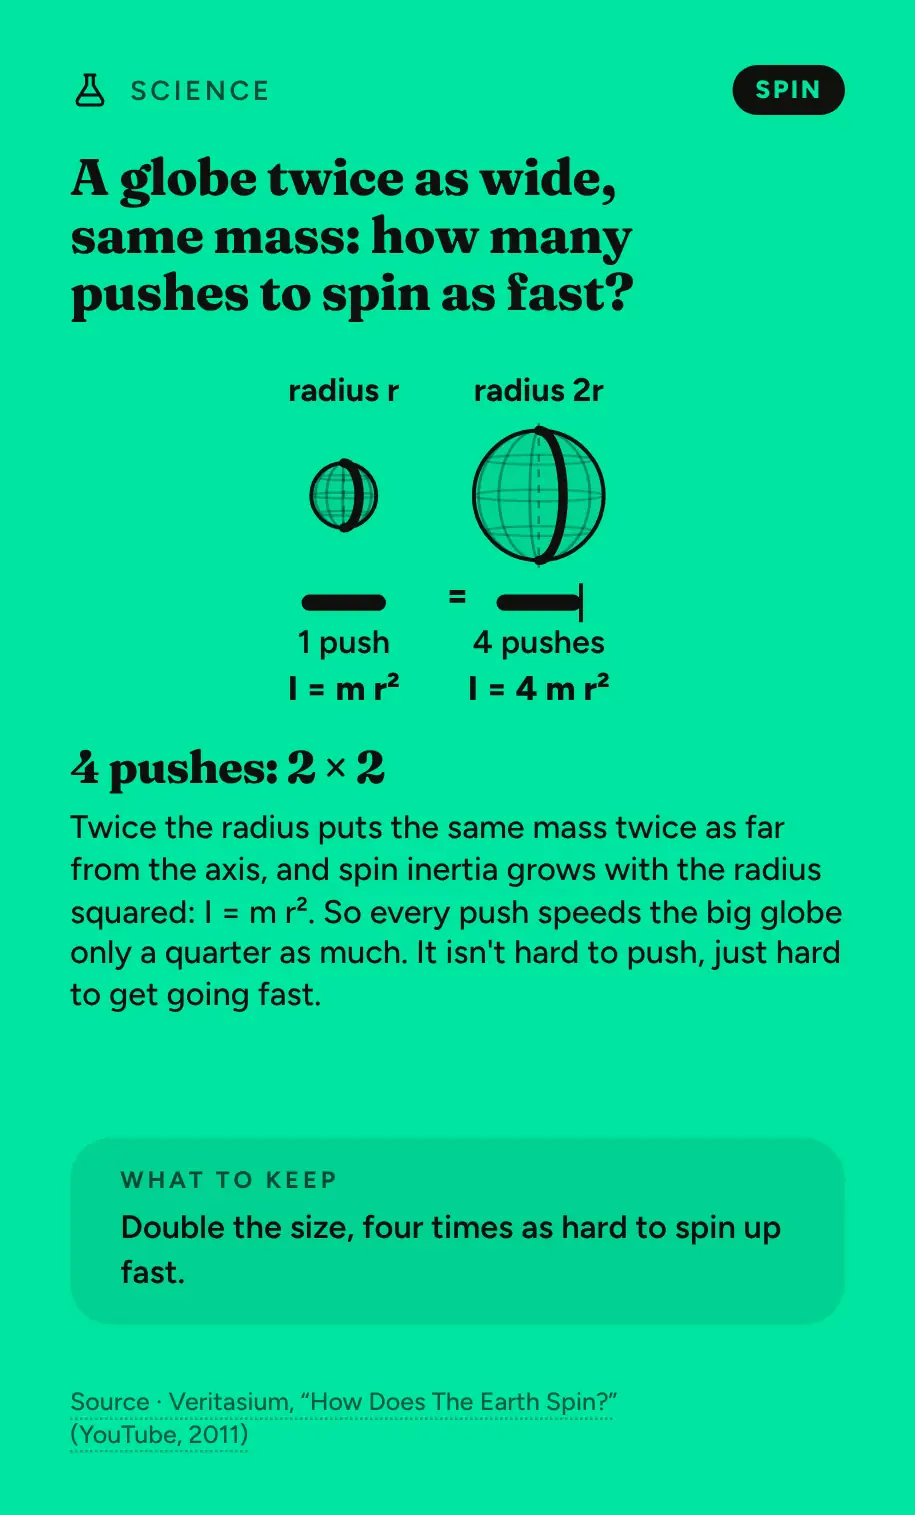 SCIENCE
SPIN
A globe twice as wide,
same mass: how many
pushes to spin as fast?
radius r
radius 2r
=
1 push
4 pushes
I = m r²
I = 4 m r²
4 pushes: 2 × 2
Twice the radius puts the same mass twice as far
from the axis, and spin inertia grows with the radius
squared: I = m r². So every push speeds the big globe
only a quarter as much. It isn't hard to push, just hard
to get going fast.
WHAT TO KEEP
Double the size, four times as hard to spin up
fast.
Source · Veritasium, “How Does The Earth Spin?”
(YouTube, 2011)